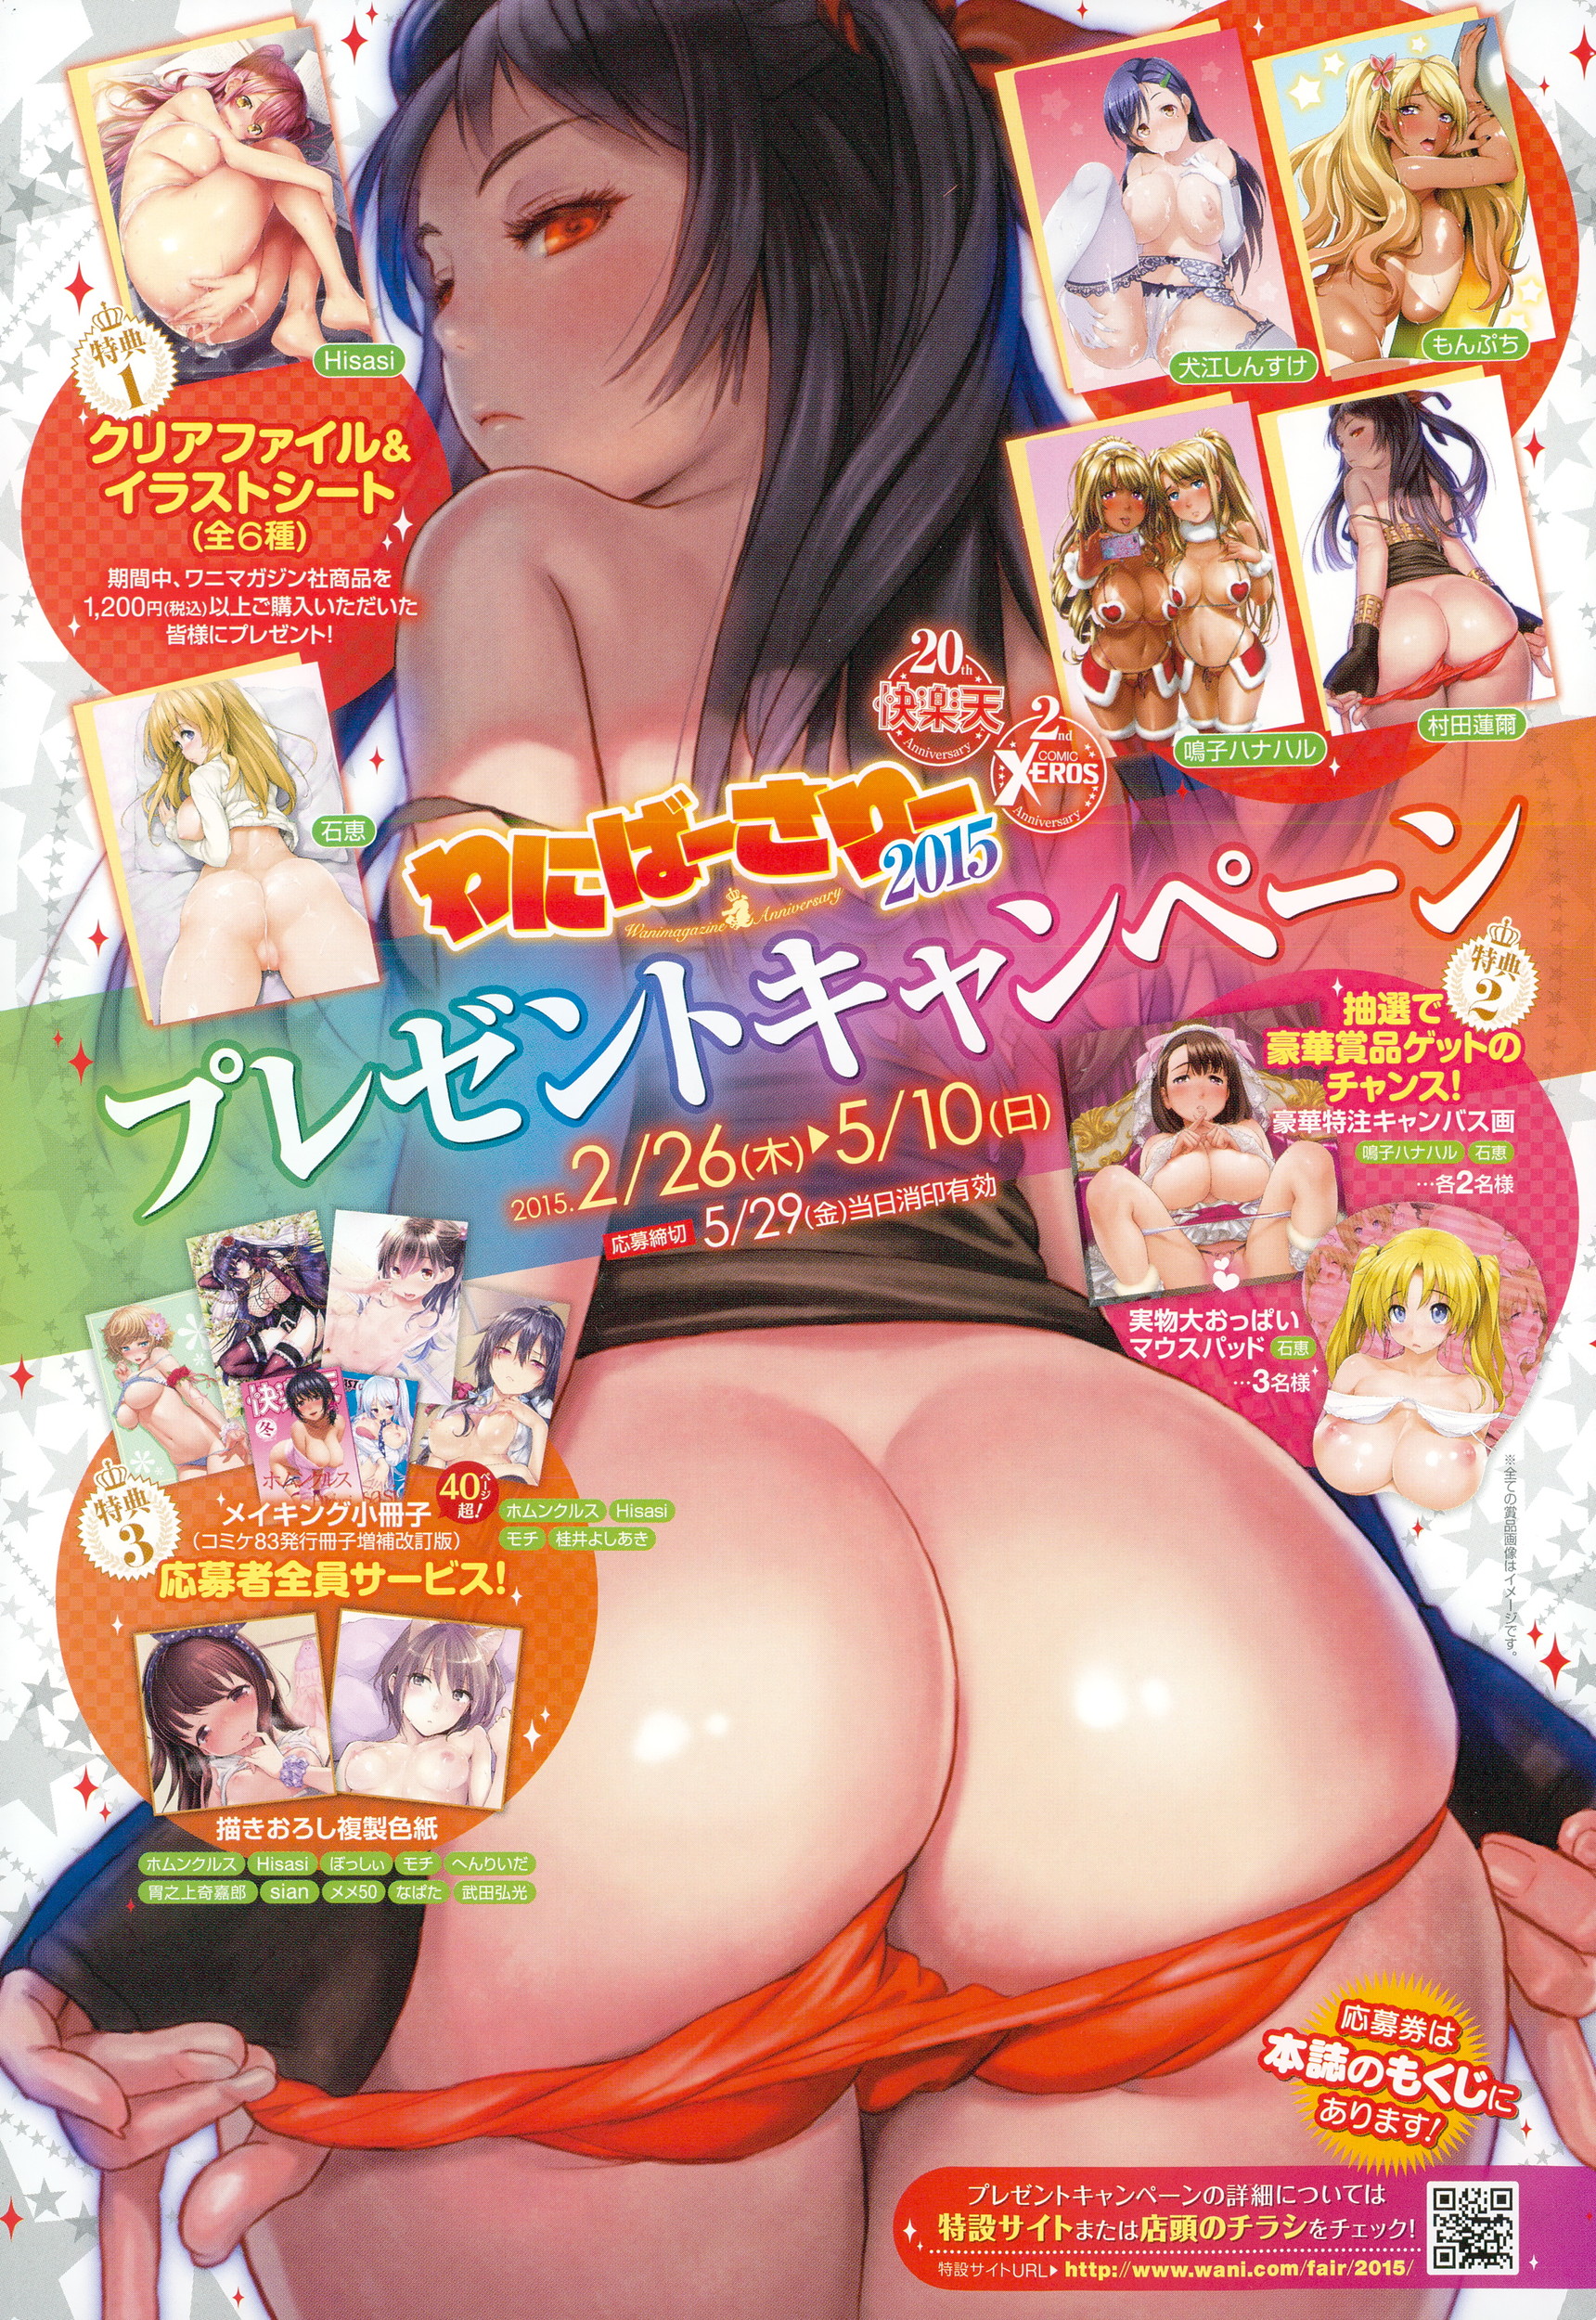 Hisasi
特典
1
クリアファイル&
イラストシート
(全6種)
期間中、ワニマガジン社商品を
1,200円(税込)以上ご購入いただいた
皆様にプレゼント!
石恵
犬江しんすけ
もんぷち
鳴子ハナハル
村田蓮爾
20th
快楽天
Anniversary
2nd
COMIC
X-EROS
Anniversary
わにばーさりー
2015
Wanimagazine Anniversary
プレゼントキャンペーン
2015. 2/26(木)▶5/10(日)
応募締切 5/29(金)当日消印有効
特典
2
抽選で
豪華賞品ゲットの
チャンス!
豪華特注キャンバス画
鳴子ハナハル 石恵
…各2名様
実物大おっぱい
マウスパッド 石恵
…3名様
※全ての賞品画像はイメージです。
冬
ホムンクルス
特典
3
メイキング小冊子
40ページ超!
(コミケ83発行冊子増補改訂版)
ホムンクルス Hisasi
モチ 桂井よしあき
応募者全員サービス!
描きおろし複製色紙
ホムンクルス Hisasi ぼっしぃ モチ へんりいだ
胃之上奇嘉郎 sian メメ50 なぱた 武田弘光
応募券は
本誌のもくじに
あります!
プレゼントキャンペーンの詳細については
特設サイトまたは店頭のチラシをチェック!
特設サイトURL▶ http://www.wani.com/fair/2015/